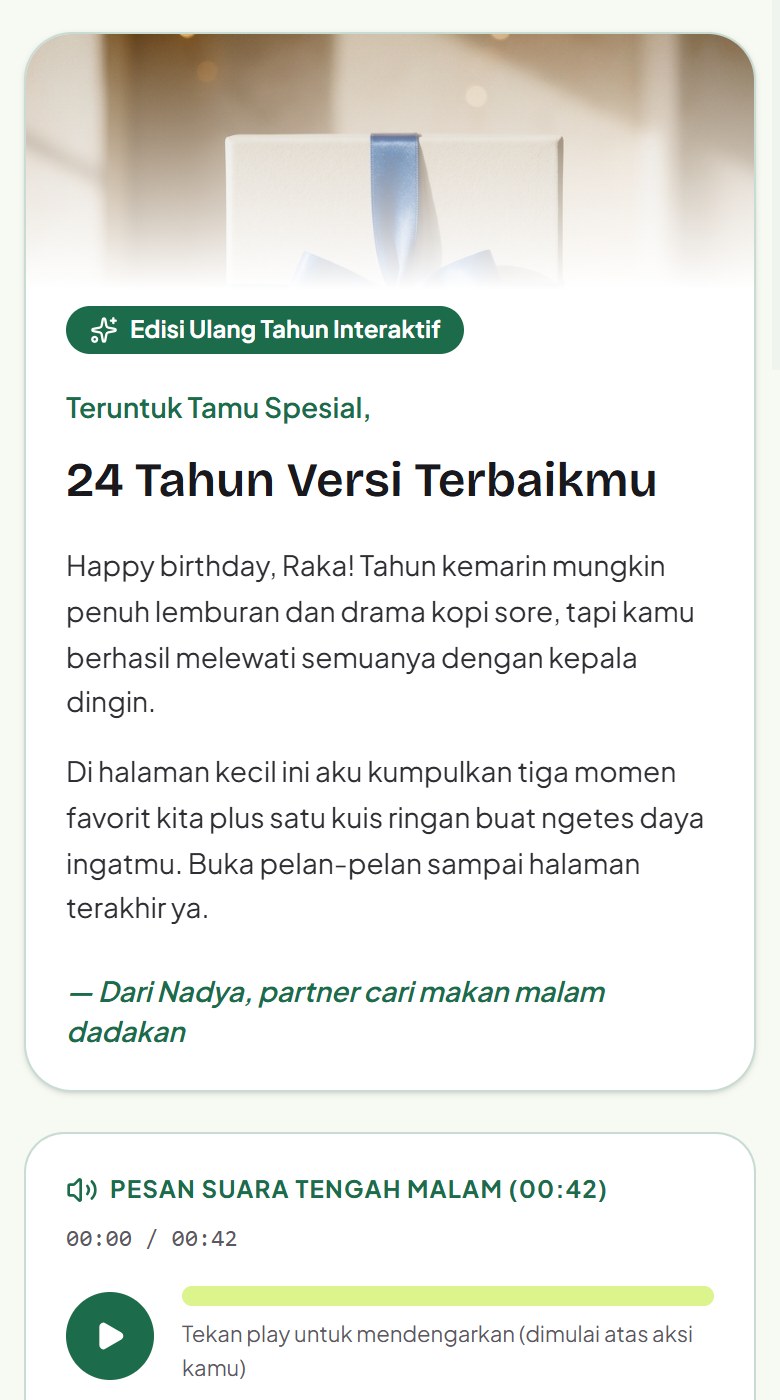 Edisi Ulang Tahun Interaktif
Teruntuk Tamu Spesial,
24 Tahun Versi Terbaikmu
Happy birthday, Raka! Tahun kemarin mungkin
penuh lemburan dan drama kopi sore, tapi kamu
berhasil melewati semuanya dengan kepala
dingin.
Di halaman kecil ini aku kumpulkan tiga momen
favorit kita plus satu kuis ringan buat ngetes daya
ingatmu. Buka pelan-pelan sampai halaman
terakhir ya.
— Dari Nadya, partner cari makan malam
dadakan
PESAN SUARA TENGAH MALAM (00:42)
00:00 / 00:42
Tekan play untuk mendengarkan (dimulai atas aksi
kamu)